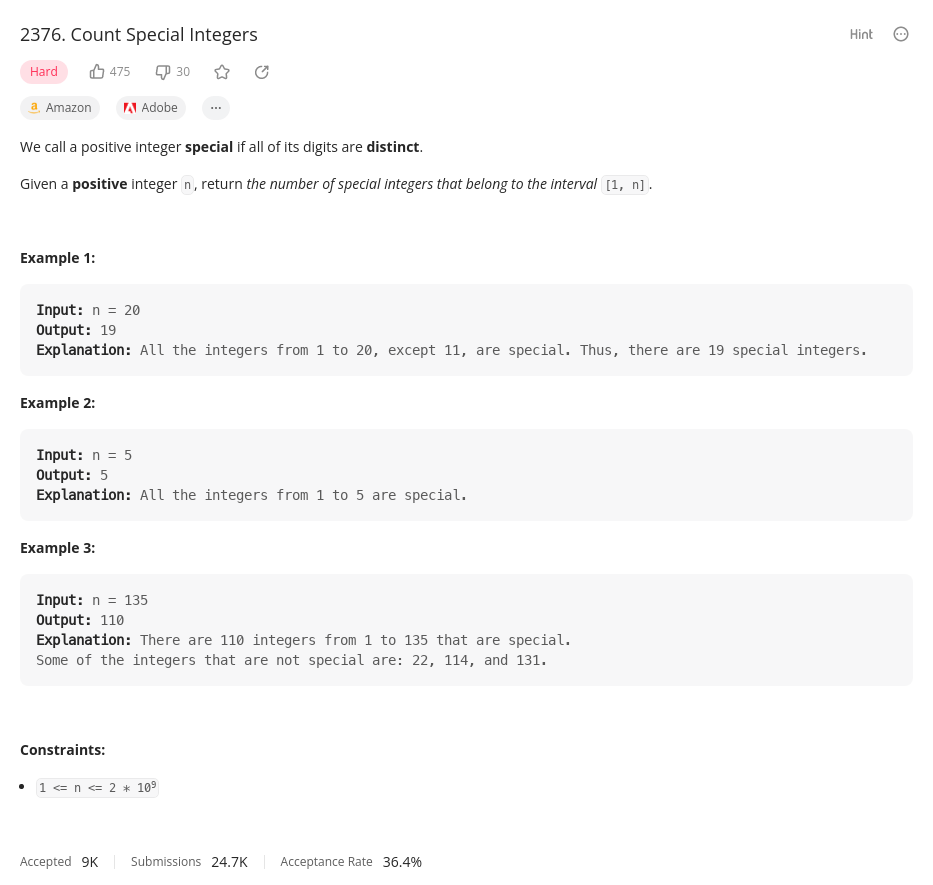 2376. Count Special Integers
Hint
Hard 475 30
Amazon Adobe ...
We call a positive integer special if all of its digits are distinct.
Given a positive integer n, return the number of special integers that belong to the interval [1, n].
Example 1:
Input: n = 20
Output: 19
Explanation: All the integers from 1 to 20, except 11, are special. Thus, there are 19 special integers.
Example 2:
Input: n = 5
Output: 5
Explanation: All the integers from 1 to 5 are special.
Example 3:
Input: n = 135
Output: 110
Explanation: There are 110 integers from 1 to 135 that are special.
Some of the integers that are not special are: 22, 114, and 131.
Constraints:
• 1 <= n <= 2 * 10⁹
Accepted 9K Submissions 24.7K Acceptance Rate 36.4%